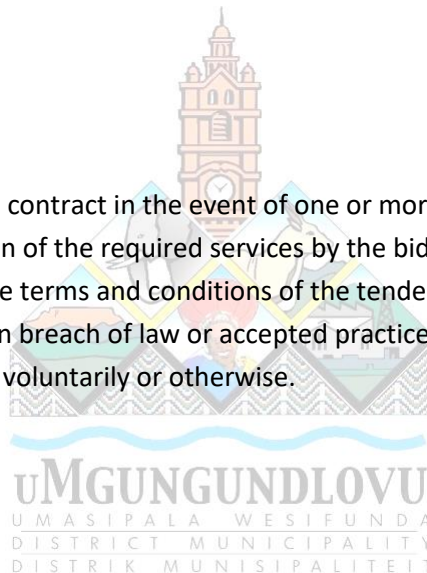 contract in the event of one or mor
n of the required services by the bid
e terms and conditions of the tende
n breach of law or accepted practice
voluntarily or otherwise.
UMGUNGUNDLOVU
UMASIPALA WESIFUNDA
DISTRICT MUNICIPALITY
DISTRIK MUNISIPALITEIT